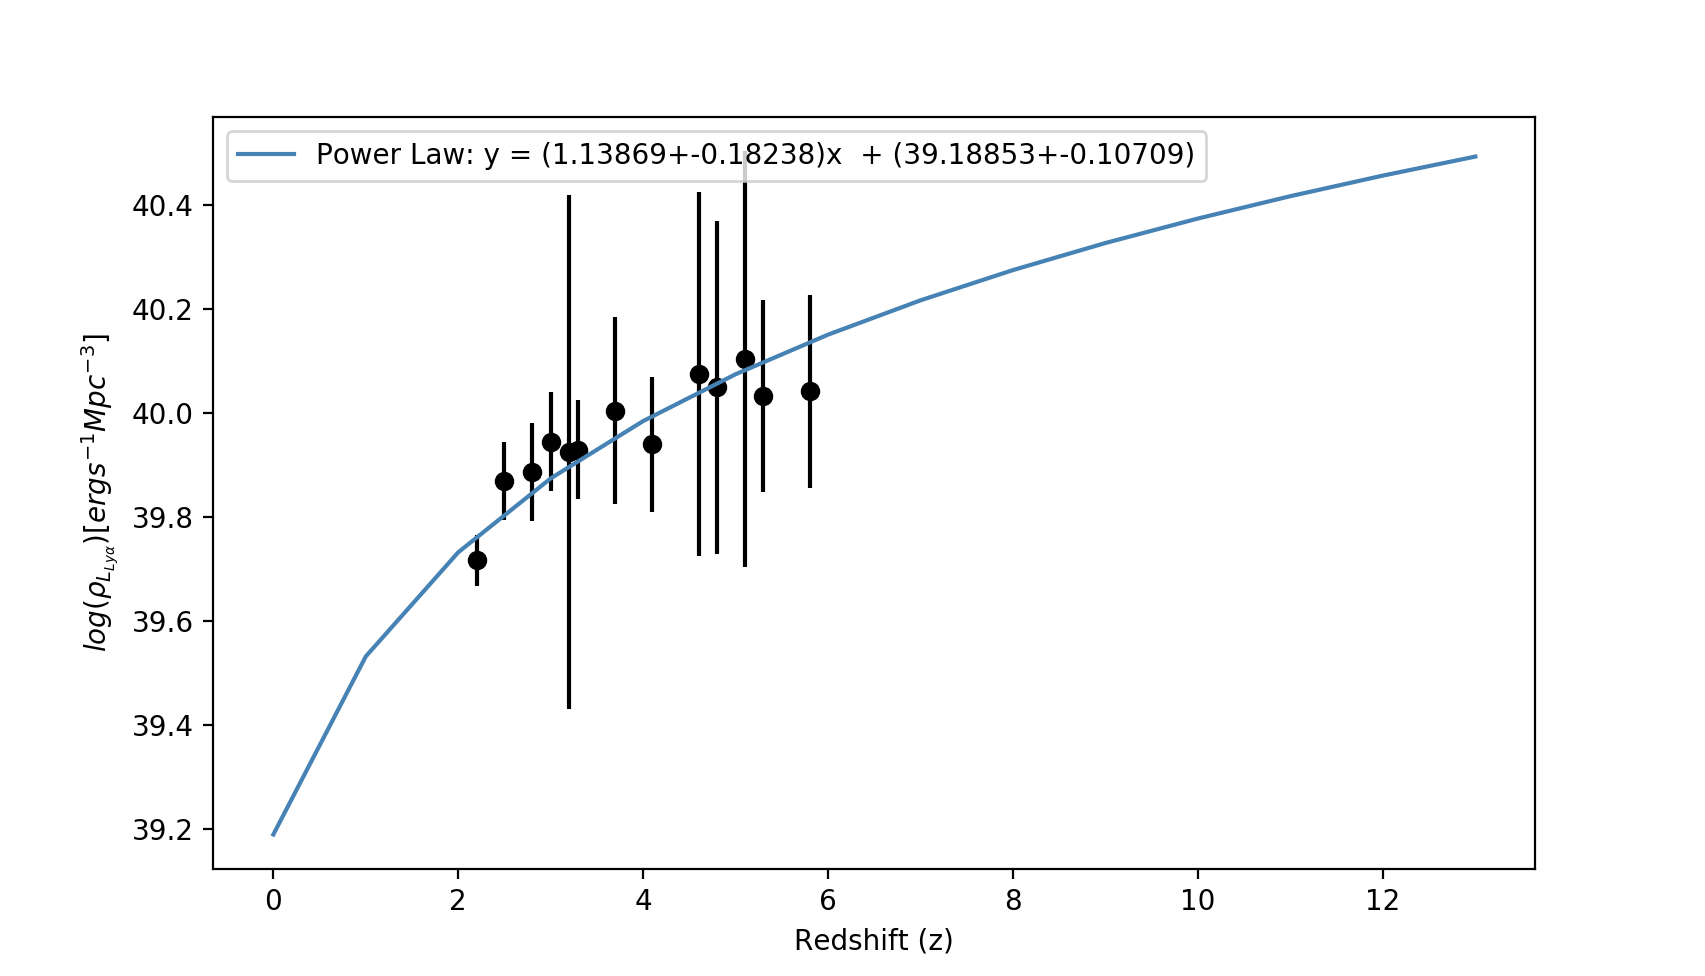 Power Law: y = (1.13869+-0.18238)x  + (39.18853+-0.10709)
40.4
40.2
40.0
39.8
39.6
39.4
39.2
log(ρ_{L_{Lyα}})[ergs^{-1}Mpc^{-3}]
0 2 4 6 8 10 12
Redshift (z)